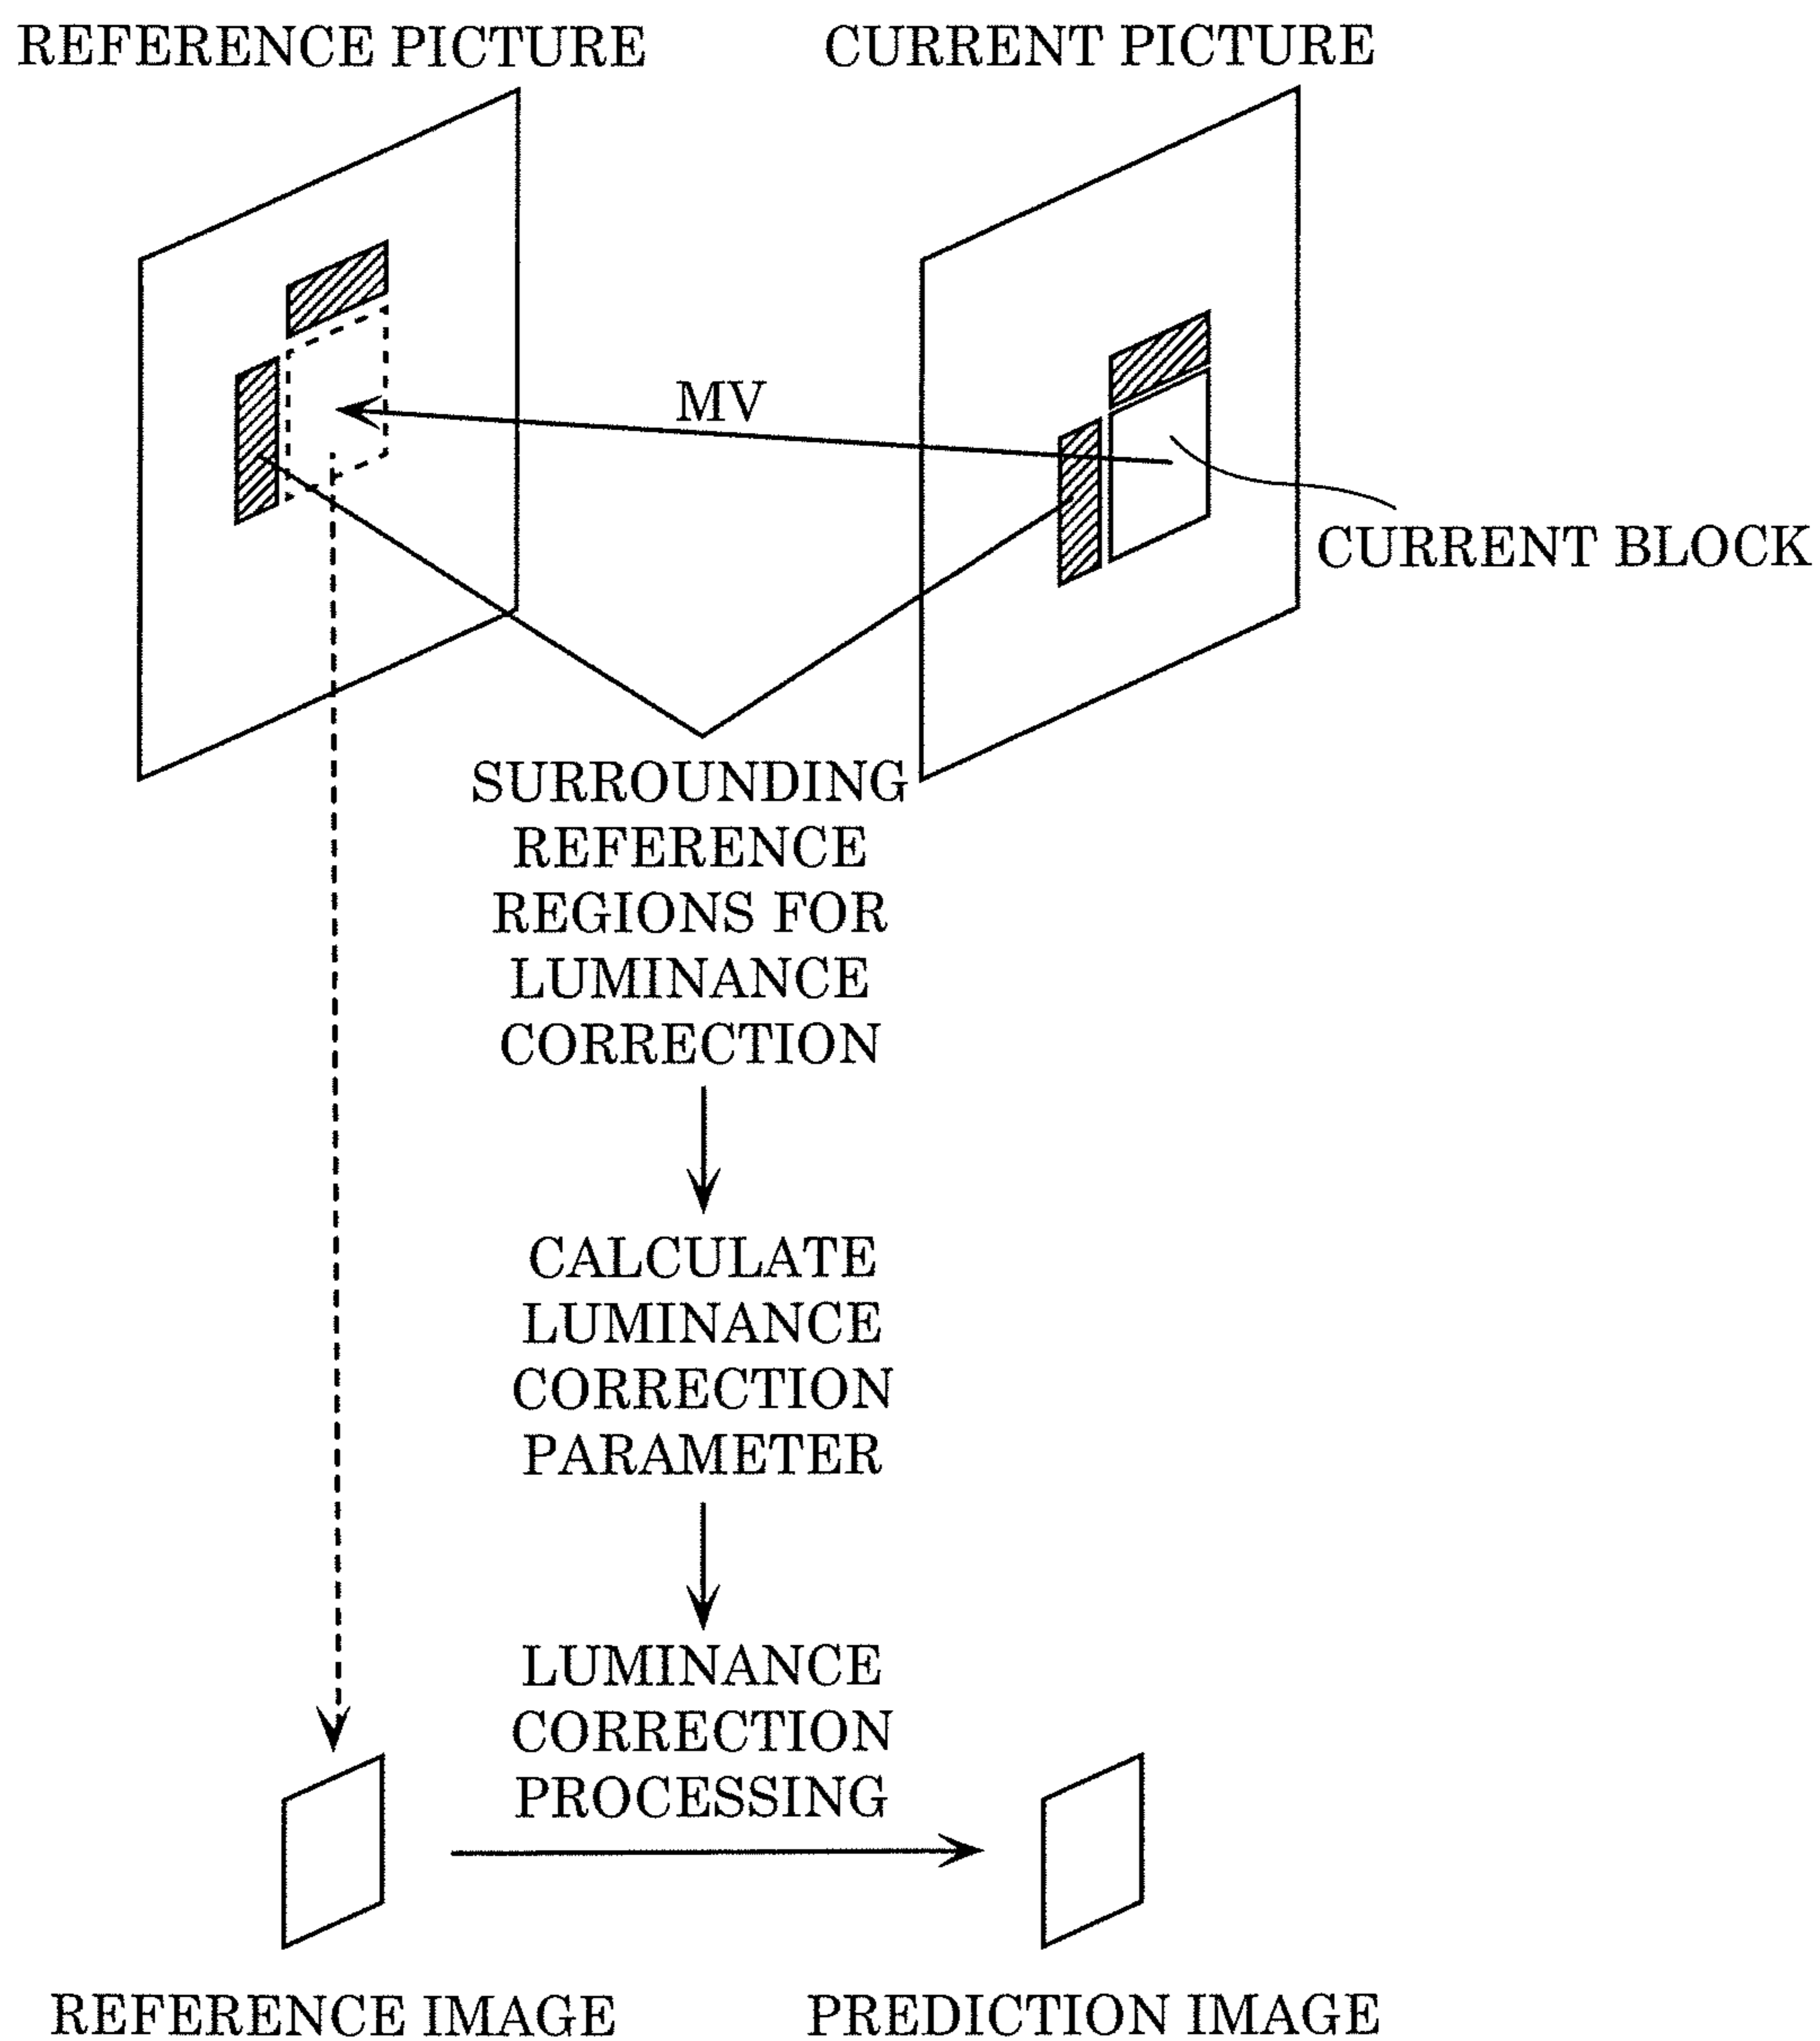 REFERENCE PICTURE
CURRENT PICTURE
MV
CURRENT BLOCK
SURROUNDING
REFERENCE
REGIONS FOR
LUMINANCE
CORRECTION
CALCULATE
LUMINANCE
CORRECTION
PARAMETER
LUMINANCE
CORRECTION
PROCESSING
REFERENCE IMAGE
PREDICTION IMAGE